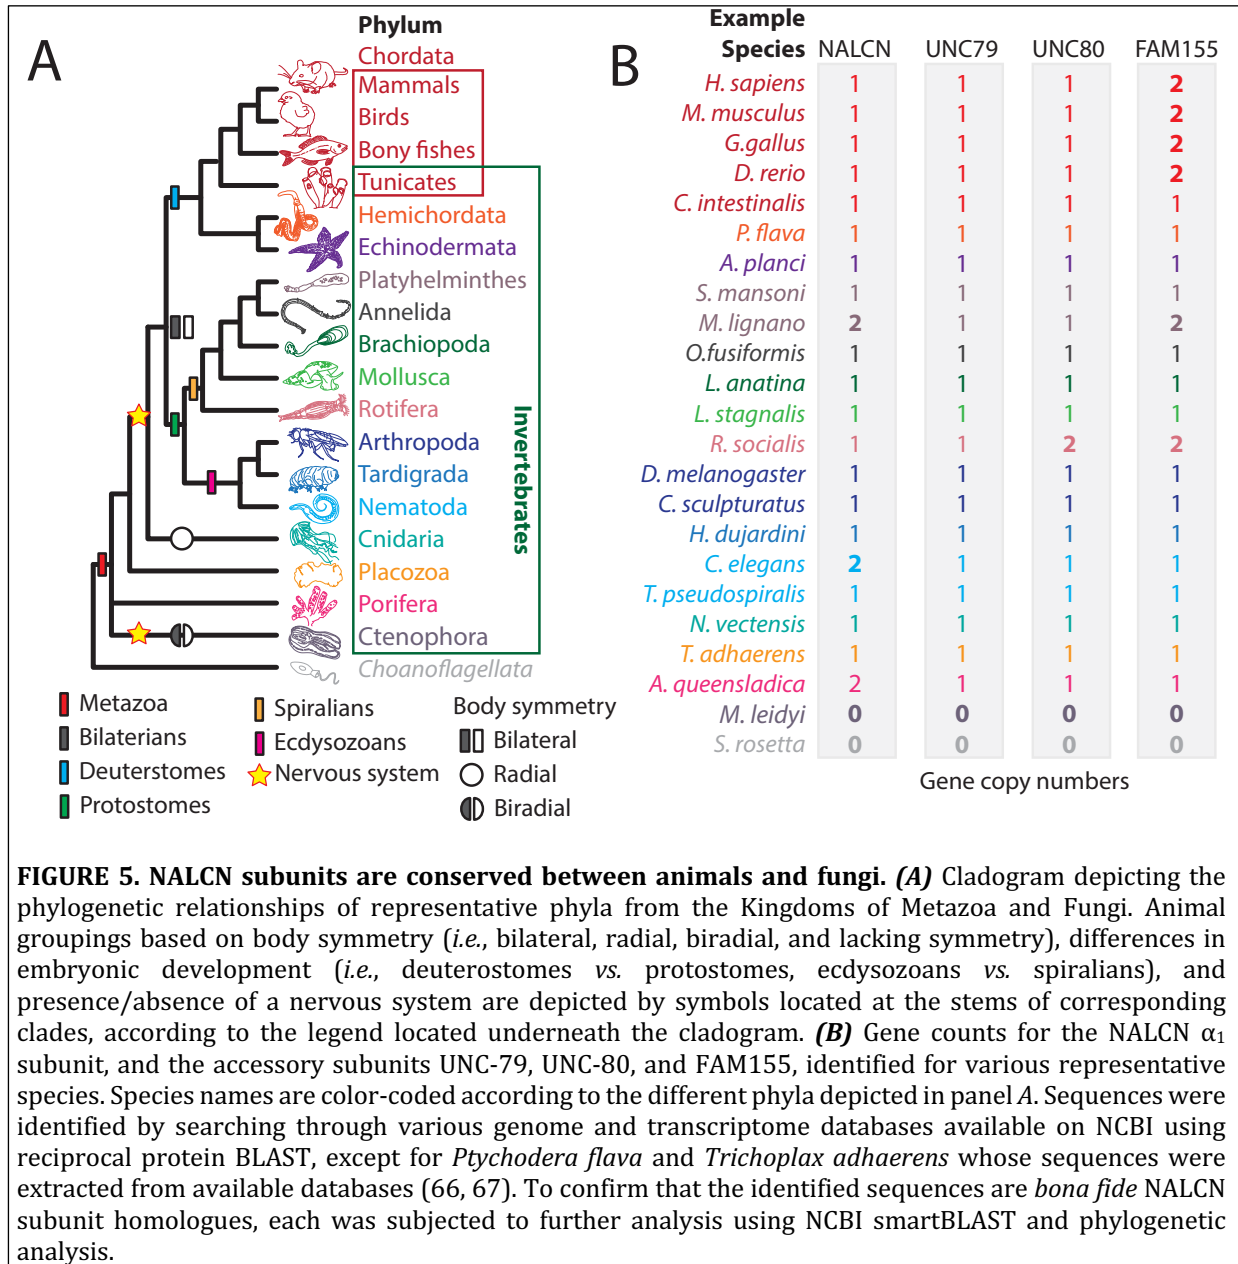 A
Phylum
Chordata
Mammals
Birds
Bony fishes
Tunicates
Hemichordata
Echinodermata
Platyhelminthes
Annelida
Brachiopoda
Mollusca
Rotifera
Arthropoda
Tardigrada
Nematoda
Cnidaria
Placozoa
Porifera
Ctenophora
Choanoflagellata
Invertebrates
Metazoa
Bilaterians
Deuterstomes
Protostomes
Spiralians
Ecdysozoans
Nervous system
Body symmetry
Bilateral
Radial
Biradial
B
Example
Species NALCN UNC79 UNC80 FAM155
H. sapiens 1 1 1 2
M. musculus 1 1 1 2
G.gallus 1 1 1 2
D. rerio 1 1 1 2
C. intestinalis 1 1 1 1
P. flava 1 1 1 1
A. planci 1 1 1 1
S. mansoni 1 1 1 1
M. lignano 2 1 1 2
O.fusiformis 1 1 1 1
L. anatina 1 1 1 1
L. stagnalis 1 1 1 1
R. socialis 1 1 2 2
D. melanogaster 1 1 1 1
C. sculpturatus 1 1 1 1
H. dujardini 1 1 1 1
C. elegans 2 1 1 1
T. pseudospiralis 1 1 1 1
N. vectensis 1 1 1 1
T. adhaerens 1 1 1 1
A. queensladica 2 1 1 1
M. leidyi 0 0 0 0
S. rosetta 0 0 0 0
Gene copy numbers
FIGURE 5. NALCN subunits are conserved between animals and fungi. (A) Cladogram depicting the
phylogenetic relationships of representative phyla from the Kingdoms of Metazoa and Fungi. Animal
groupings based on body symmetry (i.e., bilateral, radial, biradial, and lacking symmetry), differences in
embryonic development (i.e., deuterostomes vs. protostomes, ecdysozoans vs. spiralians), and
presence/absence of a nervous system are depicted by symbols located at the stems of corresponding
clades, according to the legend located underneath the cladogram. (B) Gene counts for the NALCN α₁
subunit, and the accessory subunits UNC-79, UNC-80, and FAM155, identified for various representative
species. Species names are color-coded according to the different phyla depicted in panel A. Sequences were
identified by searching through various genome and transcriptome databases available on NCBI using
reciprocal protein BLAST, except for Ptychodera flava and Trichoplax adhaerens whose sequences were
extracted from available databases (66, 67). To confirm that the identified sequences are bona fide NALCN
subunit homologues, each was subjected to further analysis using NCBI smartBLAST and phylogenetic
analysis.